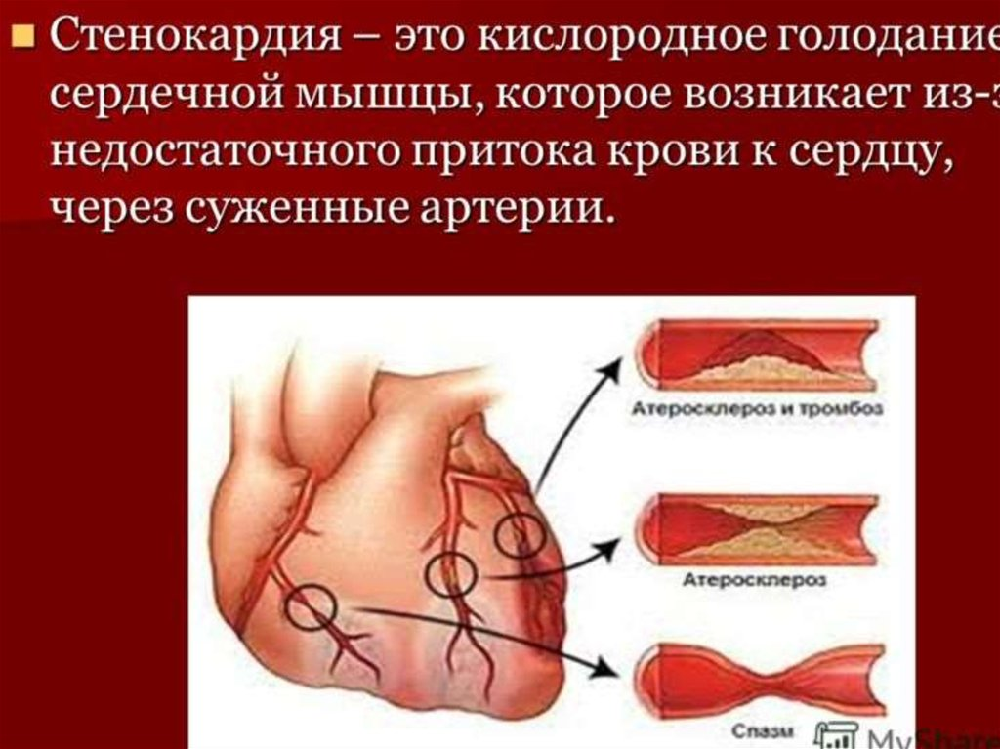 Стенокардия – это кислородное голодание
сердечной мышцы, которое возникает из-з
недостаточного притока крови к сердцу,
через суженные артерии.
Атеросклероз и тромбоз
Атеросклероз
Спазм
MyShare